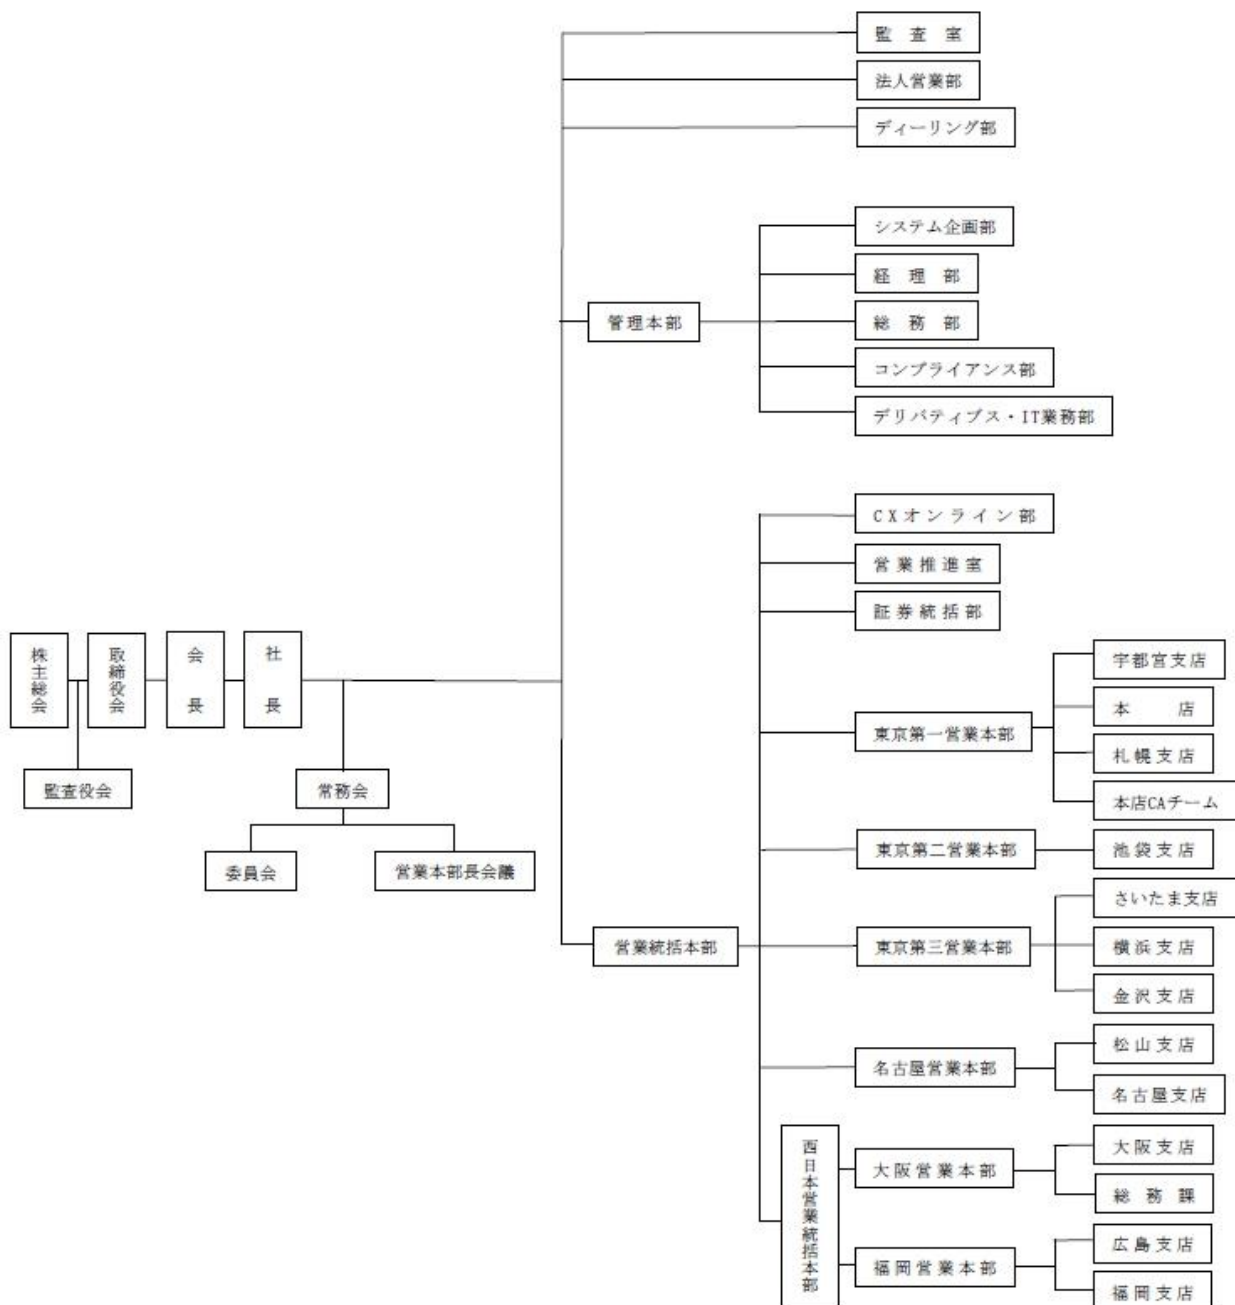 監 査 室
法人営業部
ディーリング部
システム企画部
経 理 部
管理本部
総 務 部
コンプライアンス部
デリバティブス・IT業務部
CXオンライン部
営業推進室
証券統括部
株主総会
取締役会
会 長
社 長
監査役会
常務会
委員会
営業本部長会議
営業統括本部
東京第一営業本部
宇都宮支店
本 店
札幌支店
本店CAチーム
東京第二営業本部
池袋支店
東京第三営業本部
さいたま支店
横浜支店
金沢支店
名古屋営業本部
松山支店
名古屋支店
西日本営業統括本部
大阪営業本部
大阪支店
総 務 課
福岡営業本部
広島支店
福岡支店